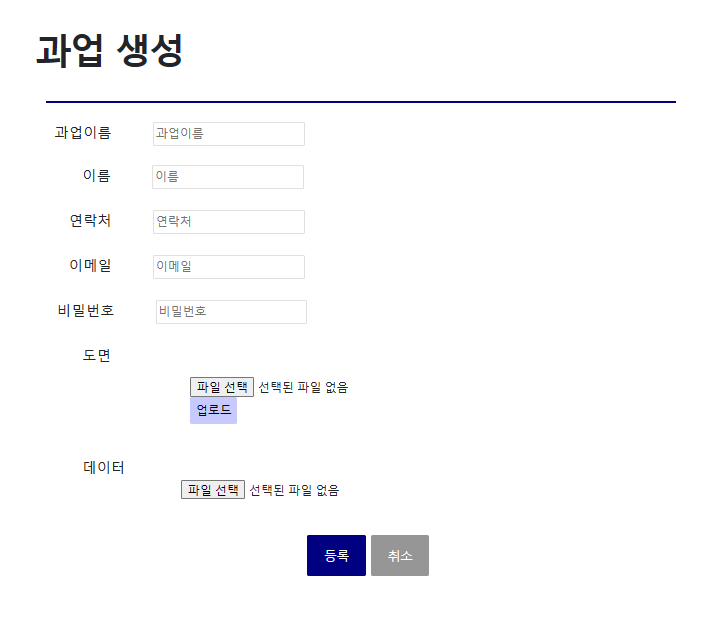 과업 생성
과업이름 과업이름
이름 이름
연락처 연락처
이메일 이메일
비밀번호 비밀번호
도면
파일 선택 선택된 파일 없음
업로드
데이터
파일 선택 선택된 파일 없음
등록 취소